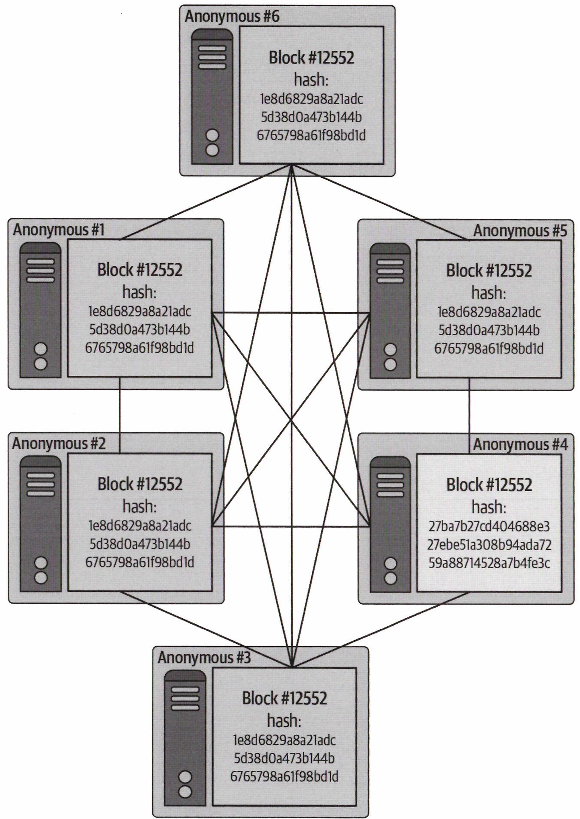 Anonymous #6
Block #12552
hash:
1e8d6829a8a21adc
5d38d0a473b144b
6765798a61f98bd1d
Anonymous #1
Block #12552
hash:
1e8d6829a8a21adc
5d38d0a473b144b
6765798a61f98bd1d
Anonymous #5
Block #12552
hash:
1e8d6829a8a21adc
5d38d0a473b144b
6765798a61f98bd1d
Anonymous #2
Block #12552
hash:
1e8d6829a8a21adc
5d38d0a473b144b
6765798a61f98bd1d
Anonymous #4
Block #12552
hash:
27ba7b27cd404688e3
27ebe51a308b94ada72
59a88714528a7b4fe3c
Anonymous #3
Block #12552
hash:
1e8d6829a8a21adc
5d38d0a473b144b
6765798a61f98bd1d